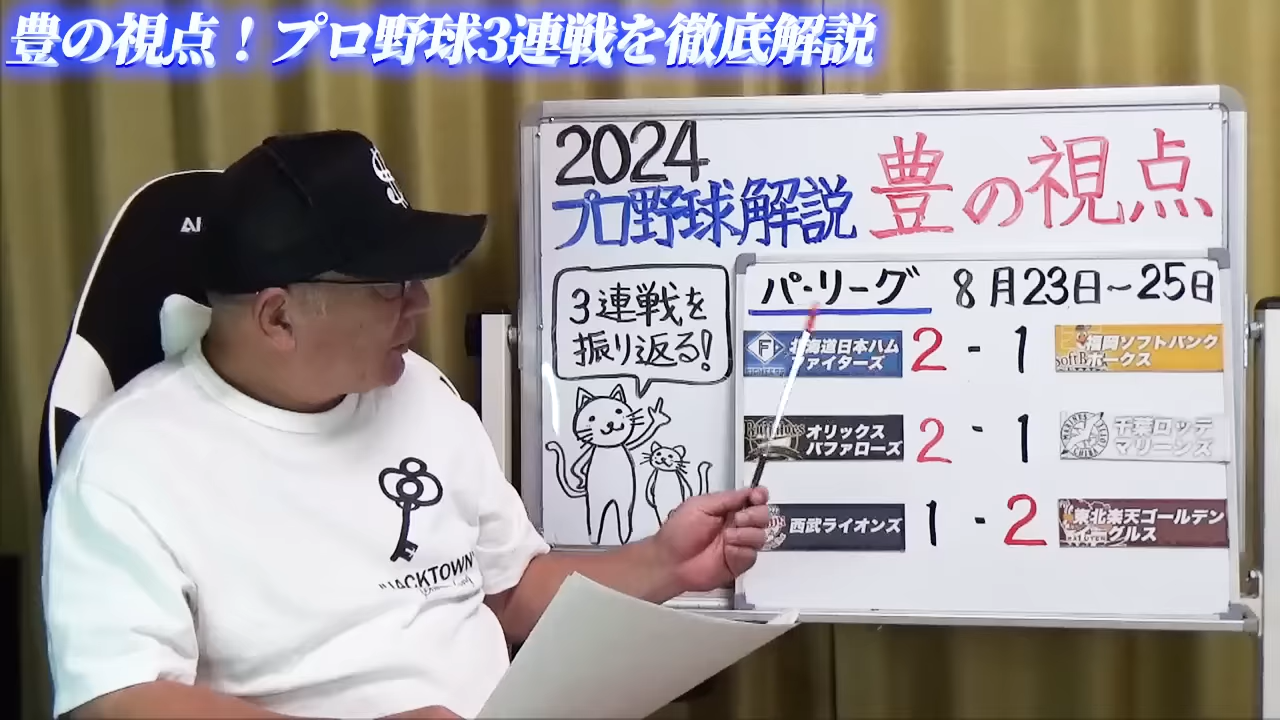 豊の視点！プロ野球3連戦を徹底解説
2024
プロ野球解説 豊の視点
3連戦を
振り返る!
パ・リーグ 8月23日～25日
北海道日本ハム
ファイターズ
2 - 1
福岡ソフトバンク
ホークス
Buffaloes
オリックス
バファローズ
2 - 1
千葉ロッテ
マリーンズ
西武ライオンズ
1 - 2
東北楽天ゴールデン
イーグルス
"JACKTOWN"